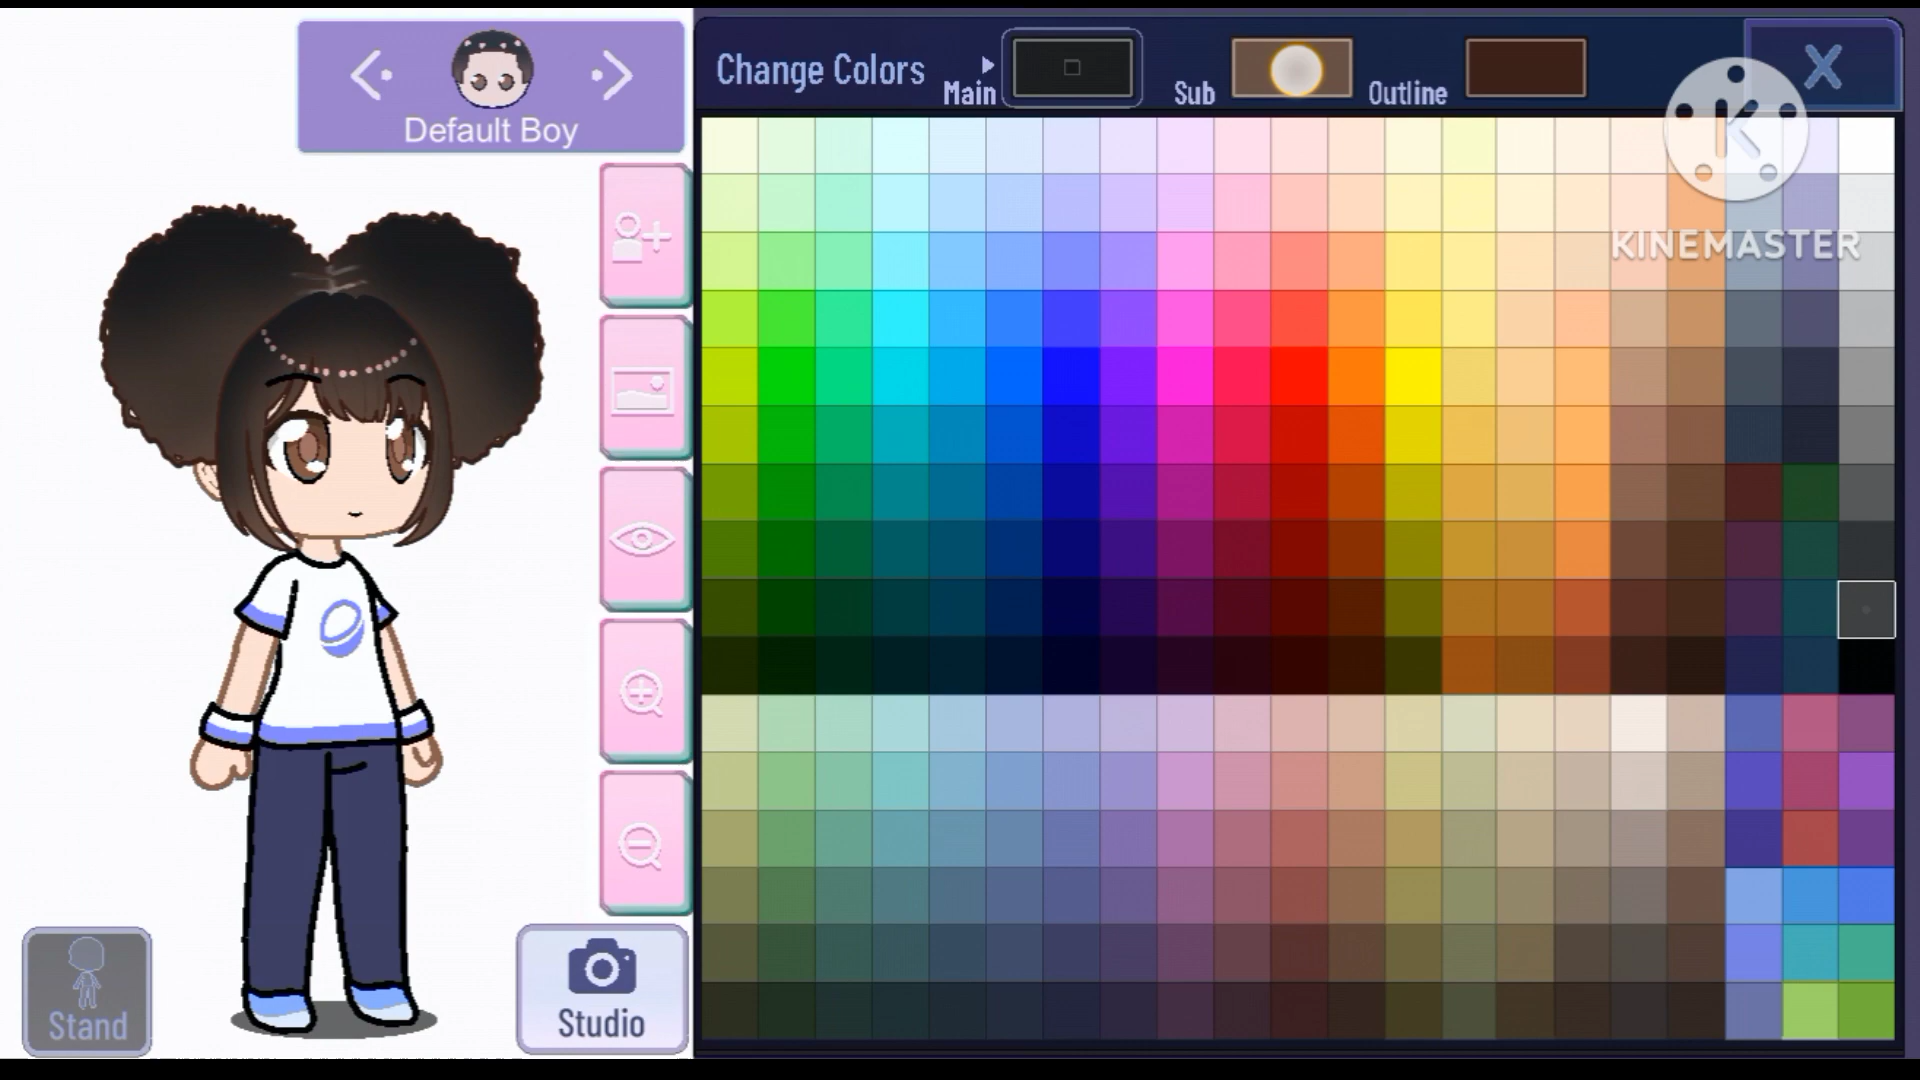 Default Boy
Change Colors
Main
Sub
Outline
X
K
KINEMASTER
Stand
Studio